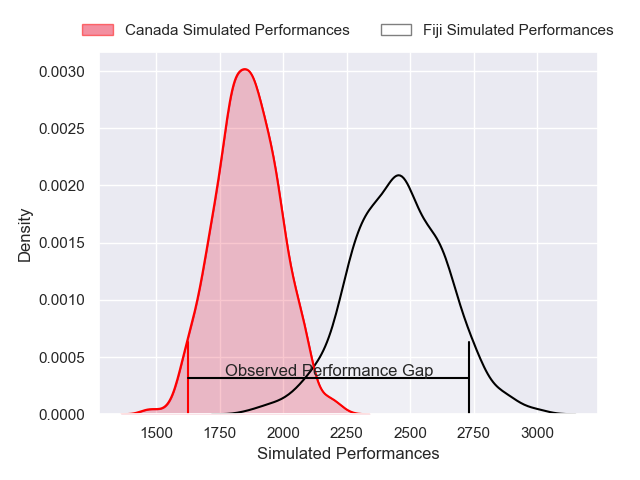 Canada Simulated Performances Fiji Simulated Performances
0.0030
0.0025
0.0020
0.0015
0.0010
0.0005
0.0000
Density
Observed Performance Gap
1500 1750 2000 2250 2500 2750 3000
Simulated Performances